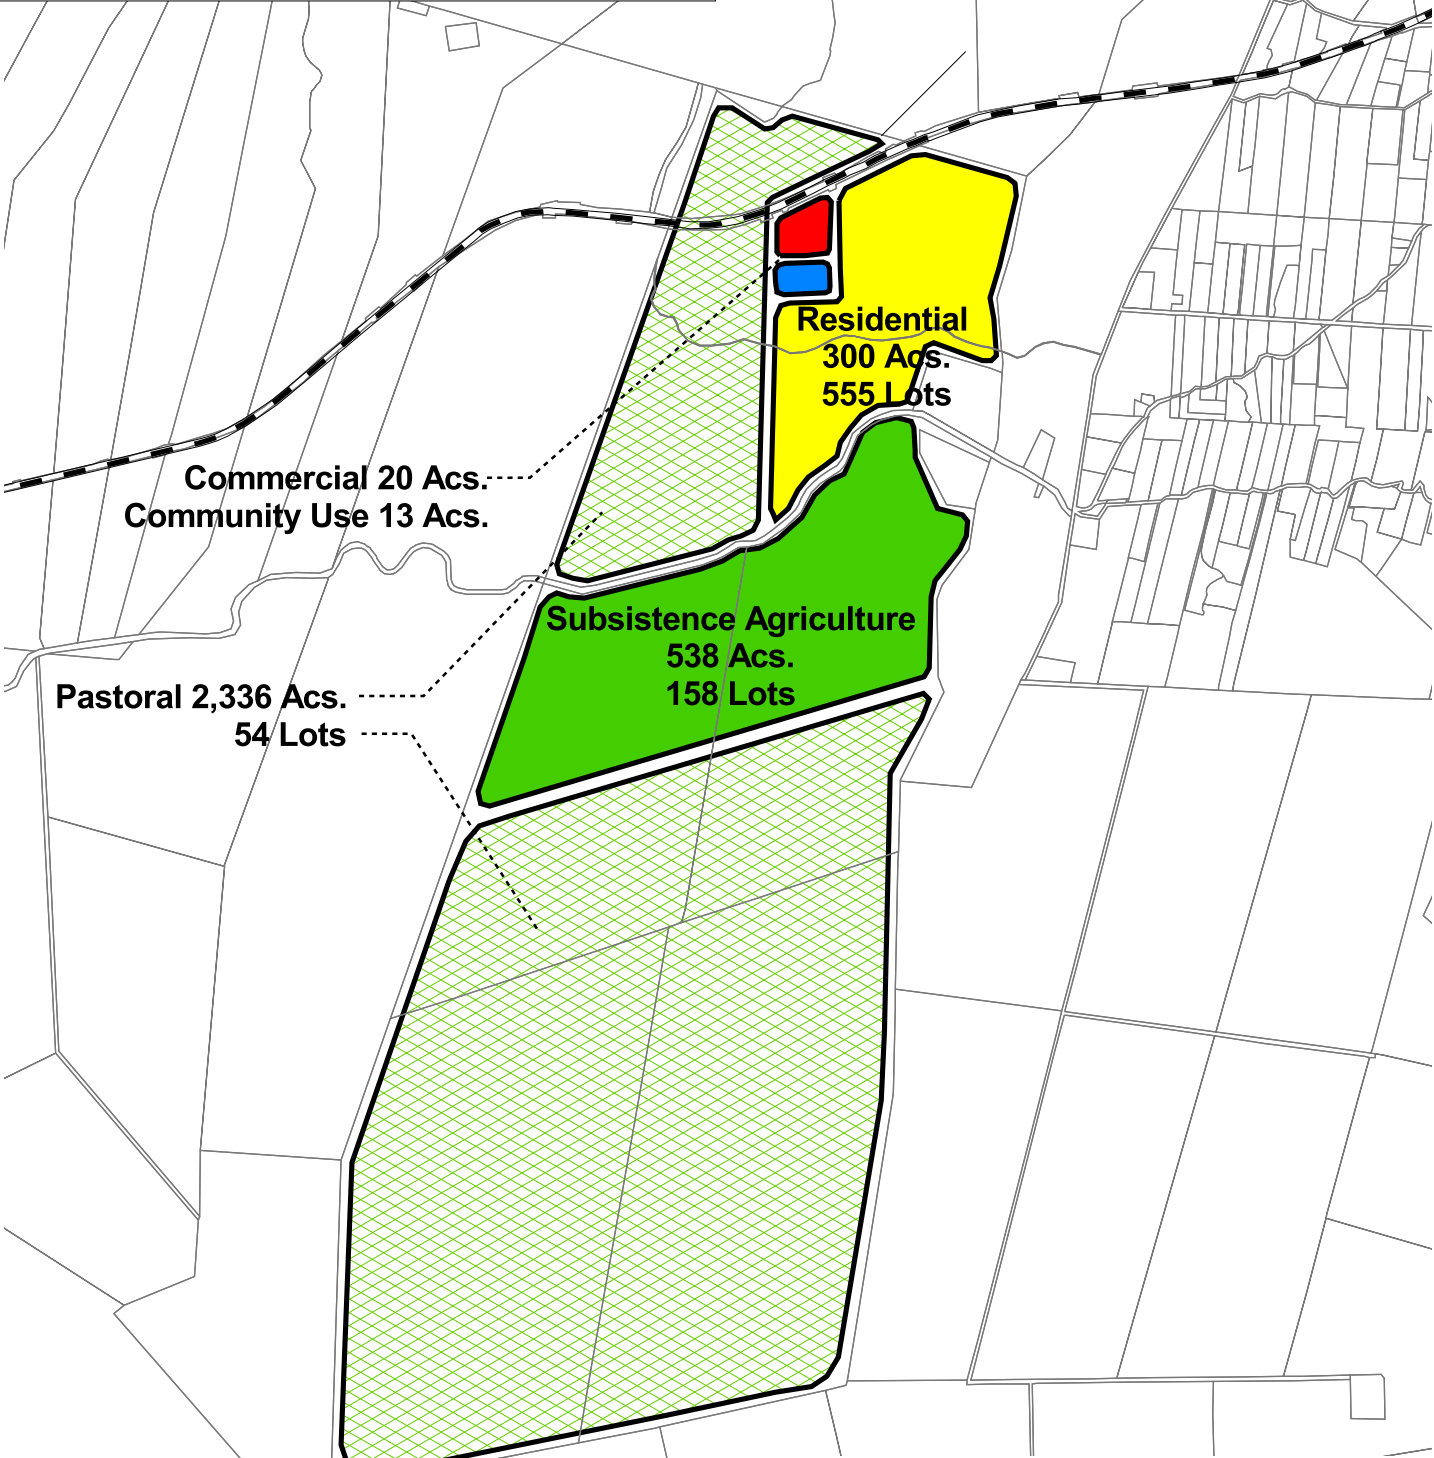 Residential
300 Acs.
555 Lots
Commercial 20 Acs.
Community Use 13 Acs.
Subsistence Agriculture
538 Acs.
158 Lots
Pastoral 2,336 Acs.
54 Lots